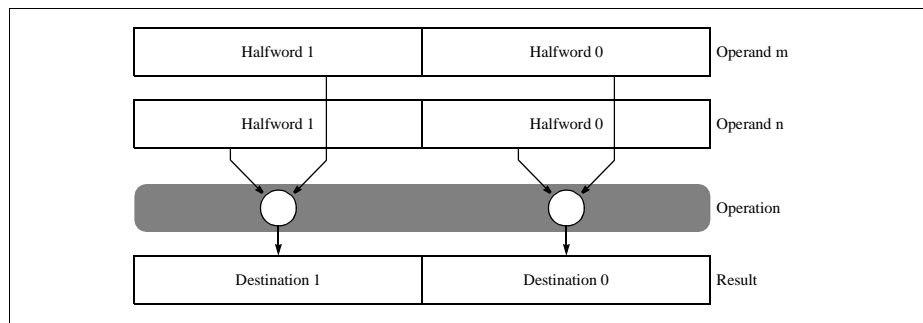 Halfword 1 Halfword 0 Operand m
Halfword 1 Halfword 0 Operand n
Operation
Destination 1 Destination 0 Result